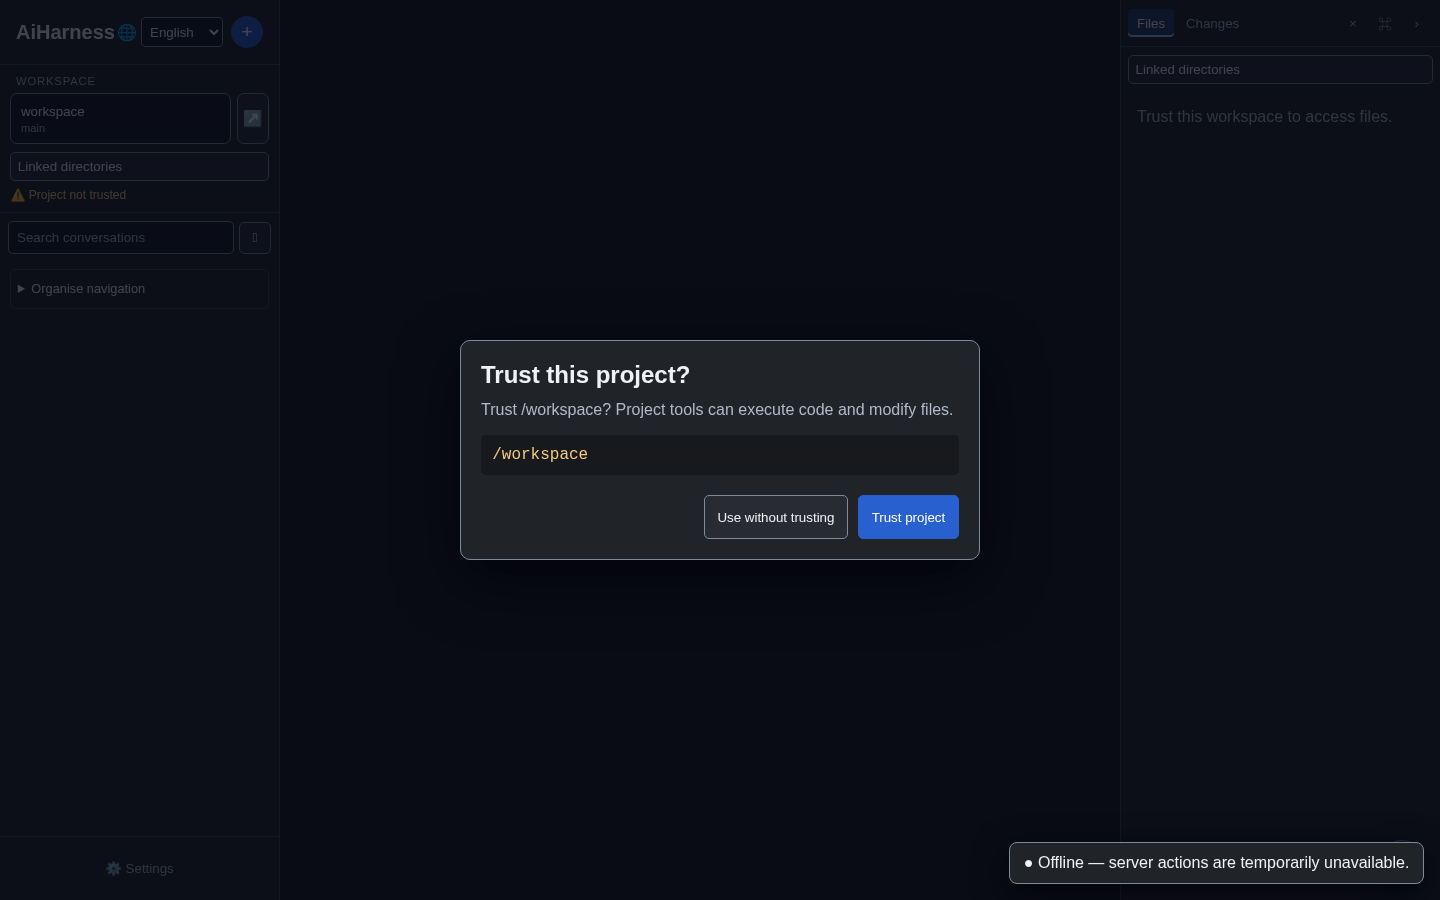 AiHarness
English
+
WORKSPACE
workspace
main
Linked directories
Project not trusted
Search conversations
Organise navigation
Settings
Files
Changes
×
⌘
›
Linked directories
Trust this workspace to access files.
Trust this project?
Trust /workspace? Project tools can execute code and modify files.
/workspace
Use without trusting
Trust project
Offline — server actions are temporarily unavailable.